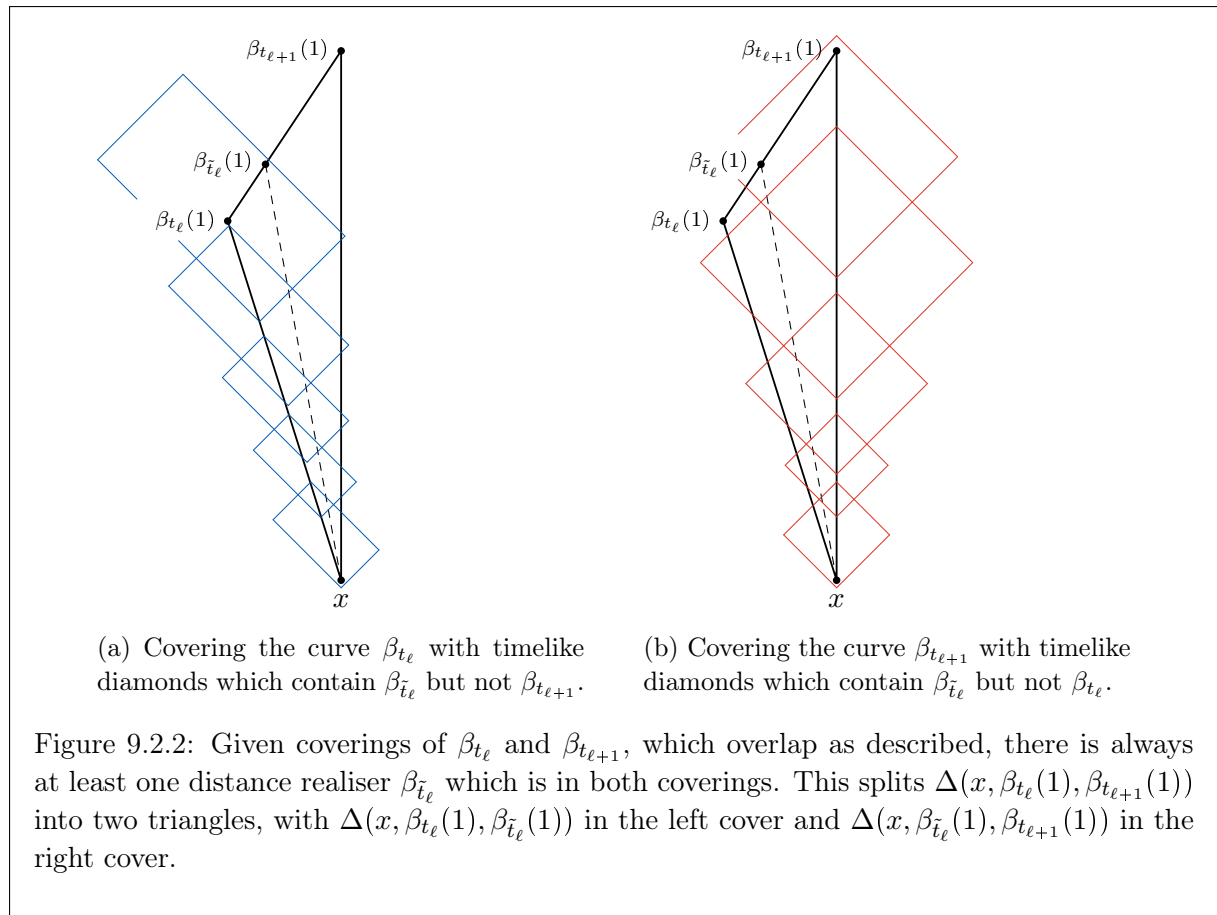 β_{t_{ℓ+1}}(1)
β_{t̃_ℓ}(1)
β_{t_ℓ}(1)
x
β_{t_{ℓ+1}}(1)
β_{t̃_ℓ}(1)
β_{t_ℓ}(1)
x
(a) Covering the curve β_{t_ℓ} with timelike
diamonds which contain β_{t̃_ℓ} but not β_{t_{ℓ+1}}.
(b) Covering the curve β_{t_{ℓ+1}} with timelike
diamonds which contain β_{t̃_ℓ} but not β_{t_ℓ}.
Figure 9.2.2: Given coverings of β_{t_ℓ} and β_{t_{ℓ+1}}, which overlap as described, there is always
at least one distance realiser β_{t̃_ℓ} which is in both coverings. This splits Δ(x, β_{t_ℓ}(1), β_{t_{ℓ+1}}(1))
into two triangles, with Δ(x, β_{t_ℓ}(1), β_{t̃_ℓ}(1)) in the left cover and Δ(x, β_{t̃_ℓ}(1), β_{t_{ℓ+1}}(1)) in the
right cover.